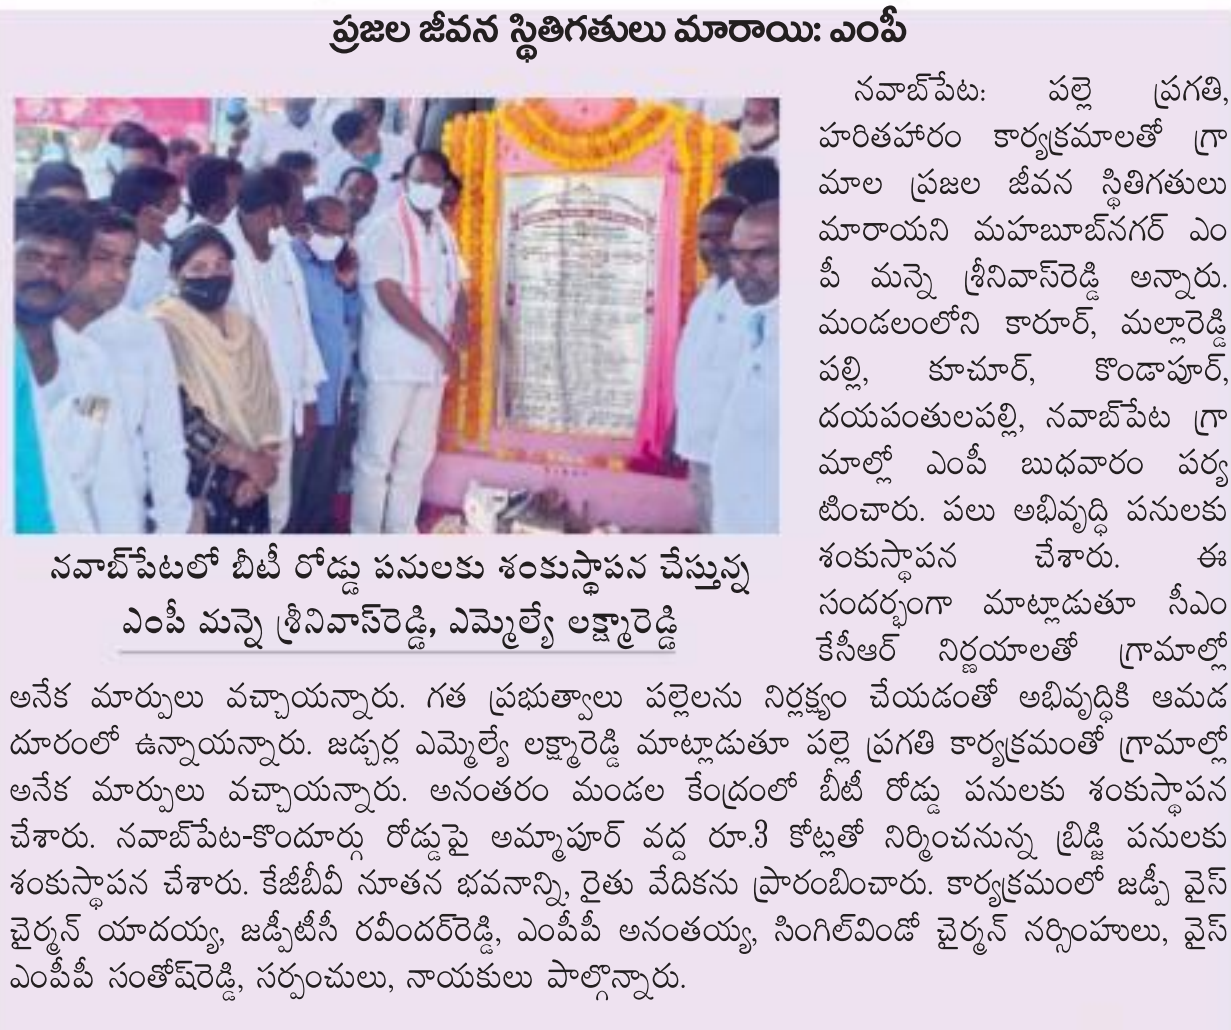 ప్రజల జీవన స్థితిగతులు మారాయి: ఎంపీ
నవాబ్‌పేటలో బీటీ రోడ్డు పనులకు శంకుస్థాపన చేస్తున్న
ఎంపీ మన్నె శ్రీనివాస్‌రెడ్డి, ఎమ్మెల్యే లక్ష్మారెడ్డి
నవాబ్‌పేట: పల్లె ప్రగతి,
హరితహారం కార్యక్రమాలతో గ్రా
మాల ప్రజల జీవన స్థితిగతులు
మారాయని మహబూబ్‌నగర్ ఎం
పీ మన్నె శ్రీనివాస్‌రెడ్డి అన్నారు.
మండలంలోని కారూర్, మల్లారెడ్డి
పల్లి, కూచూర్, కొండాపూర్,
దయపంతులపల్లి, నవాబ్‌పేట గ్రా
మాల్లో ఎంపీ బుధవారం పర్య
టించారు. పలు అభివృద్ధి పనులకు
శంకుస్థాపన చేశారు. ఈ
సందర్భంగా మాట్లాడుతూ సీఎం
కేసీఆర్ నిర్ణయాలతో గ్రామాల్లో
అనేక మార్పులు వచ్చాయన్నారు. గత ప్రభుత్వాలు పల్లెలను నిర్లక్ష్యం చేయడంతో అభివృద్ధికి ఆమడ
దూరంలో ఉన్నాయన్నారు. జడ్చర్ల ఎమ్మెల్యే లక్ష్మారెడ్డి మాట్లాడుతూ పల్లె ప్రగతి కార్యక్రమంతో గ్రామాల్లో
అనేక మార్పులు వచ్చాయన్నారు. అనంతరం మండల కేంద్రంలో బీటీ రోడ్డు పనులకు శంకుస్థాపన
చేశారు. నవాబ్‌పేట-కొందూర్గు రోడ్డుపై అమ్మాపూర్ వద్ద రూ.3 కోట్లతో నిర్మించనున్న బ్రిడ్జి పనులకు
శంకుస్థాపన చేశారు. కేజీబీవీ నూతన భవనాన్ని, రైతు వేదికను ప్రారంబించారు. కార్యక్రమంలో జడ్పీ వైస్
చైర్మన్ యాదయ్య, జడ్పీటీసీ రవీందర్‌రెడ్డి, ఎంపీపీ అనంతయ్య, సింగిల్‌విండో చైర్మన్ నర్సింహులు, వైస్
ఎంపీపీ సంతోష్‌రెడ్డి, సర్పంచులు, నాయకులు పాల్గొన్నారు.